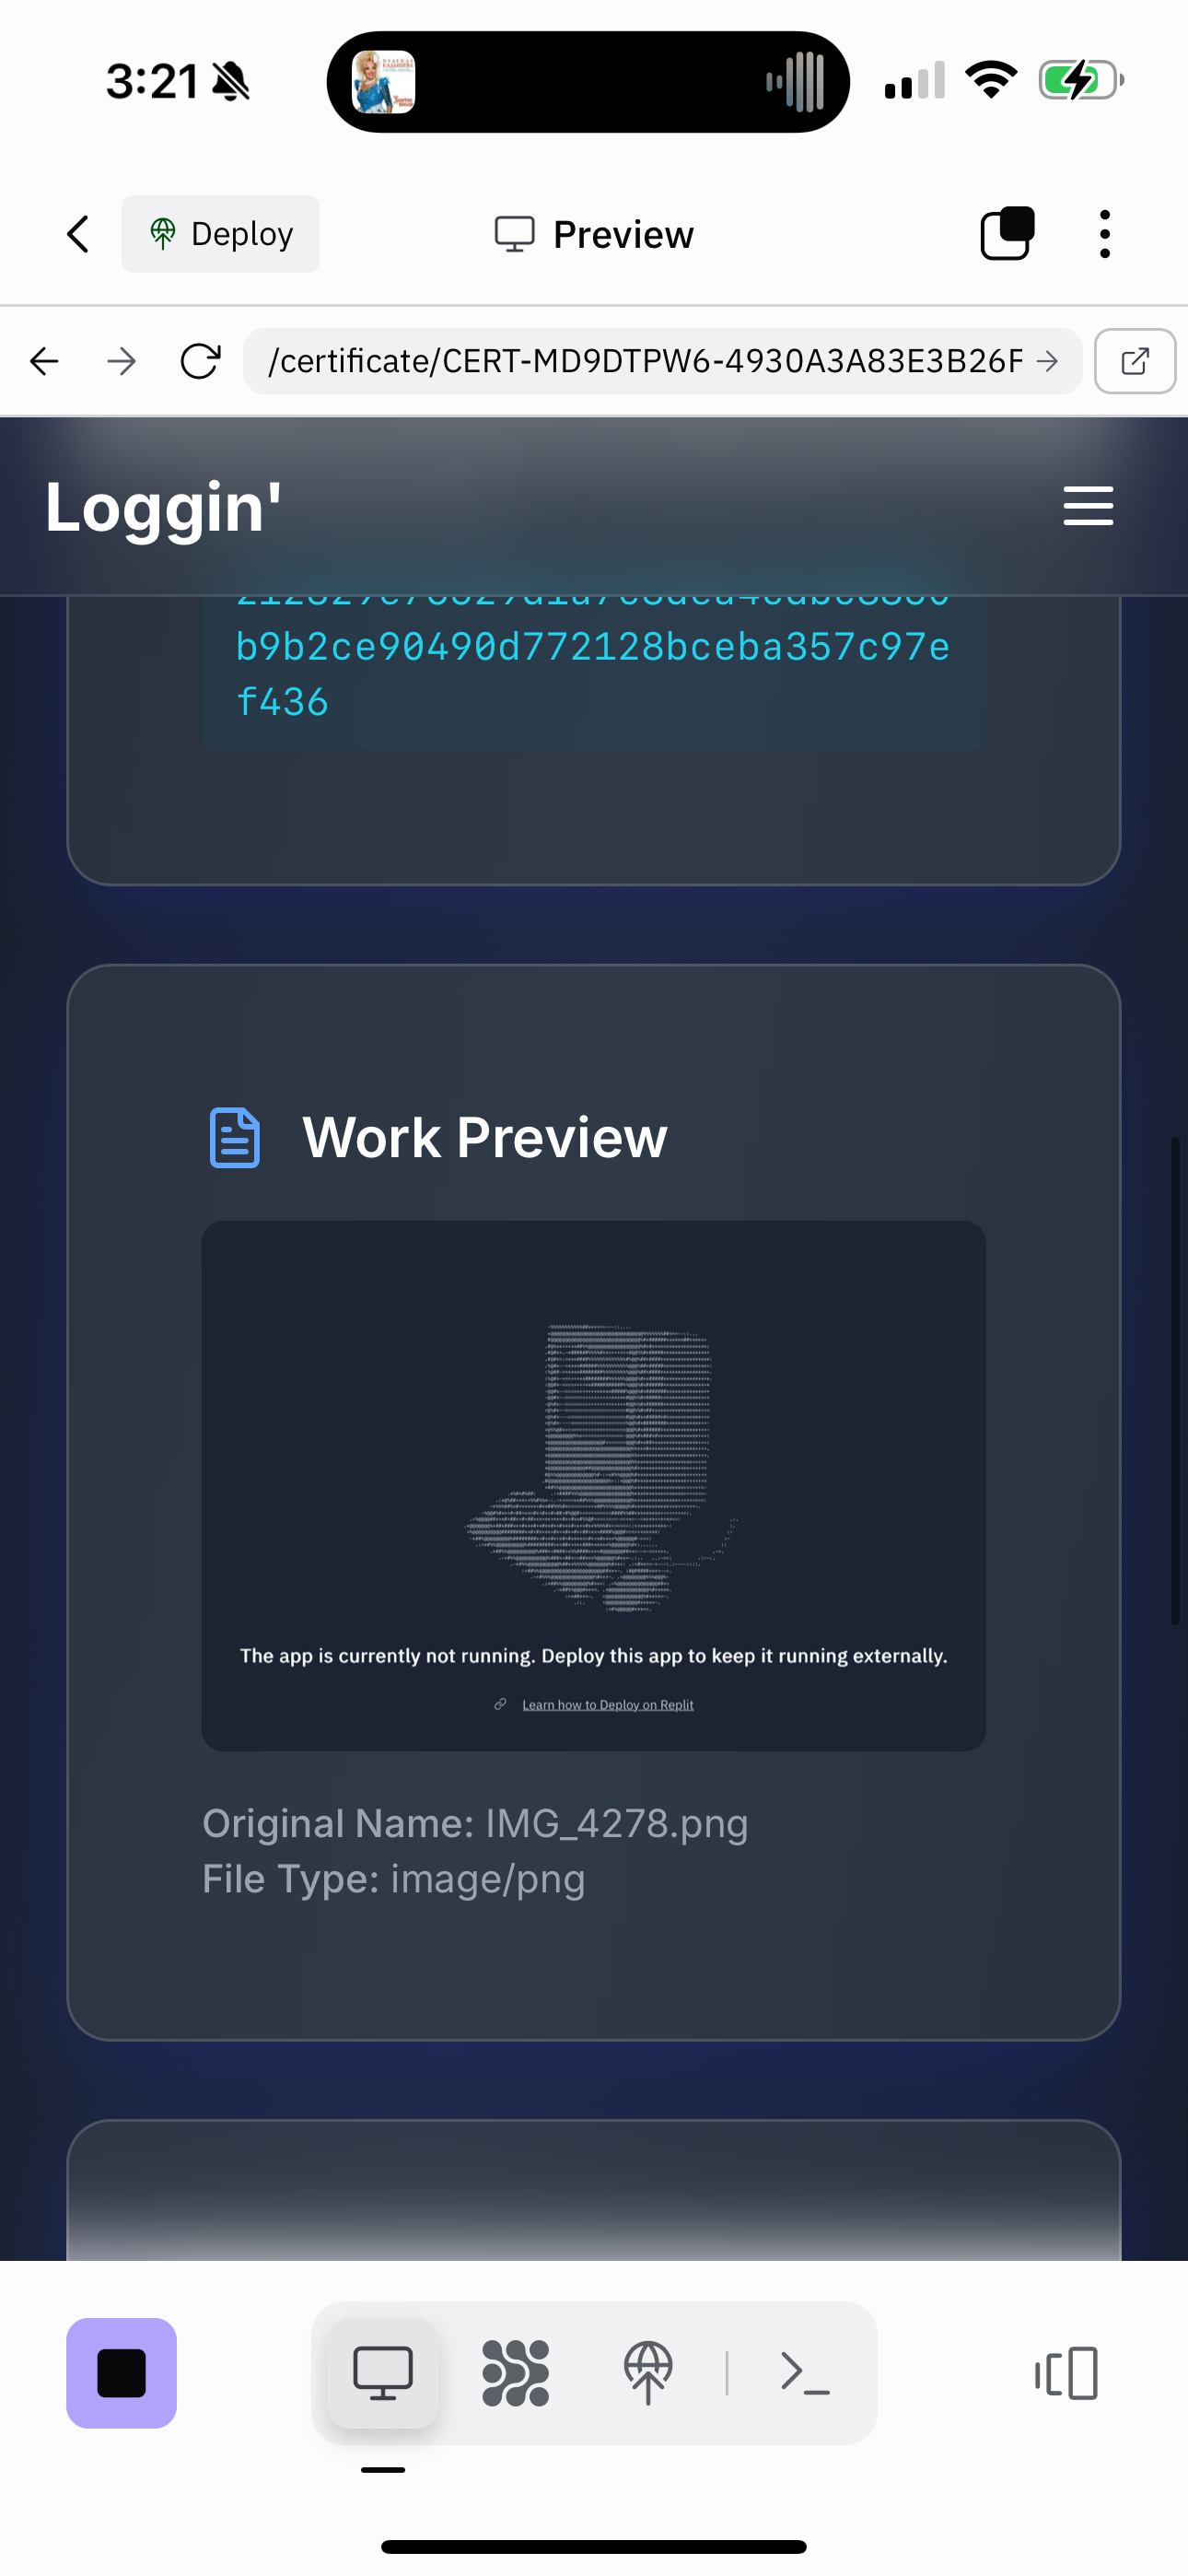 3:21
Deploy
Preview
/certificate/CERT-MD9DTPW6-4930A3A83E3B26F
Loggin'
b9b2ce90490d772128bceba357c97e
f436
Work Preview
The app is currently not running. Deploy this app to keep it running externally.
Learn how to Deploy on Replit
Original Name: IMG_4278.png
File Type: image/png